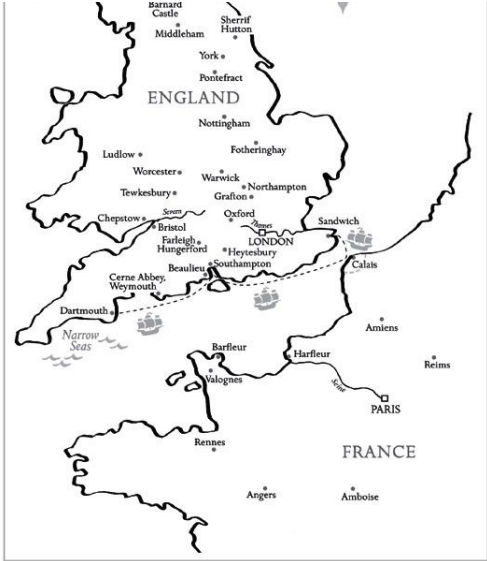 Barnard
Castle
Sherrif
Hutton
Middleham
York
Pontefract
ENGLAND
Nottingham
Fotheringhay
Ludlow
Worcester
Warwick
Northampton
Tewkesbury
Grafton
Severn
Chepstow
Oxford
Thames
Sandwich
Bristol
LONDON
Farleigh
Hungerford
Heytesbury
Calais
Beaulieu
Southampton
Cerne Abbey,
Weymouth
Dartmouth
Narrow
Seas
Amiens
Barfleur
Harfleur
Reims
Valognes
Seine
PARIS
Rennes
FRANCE
Angers
Amboise